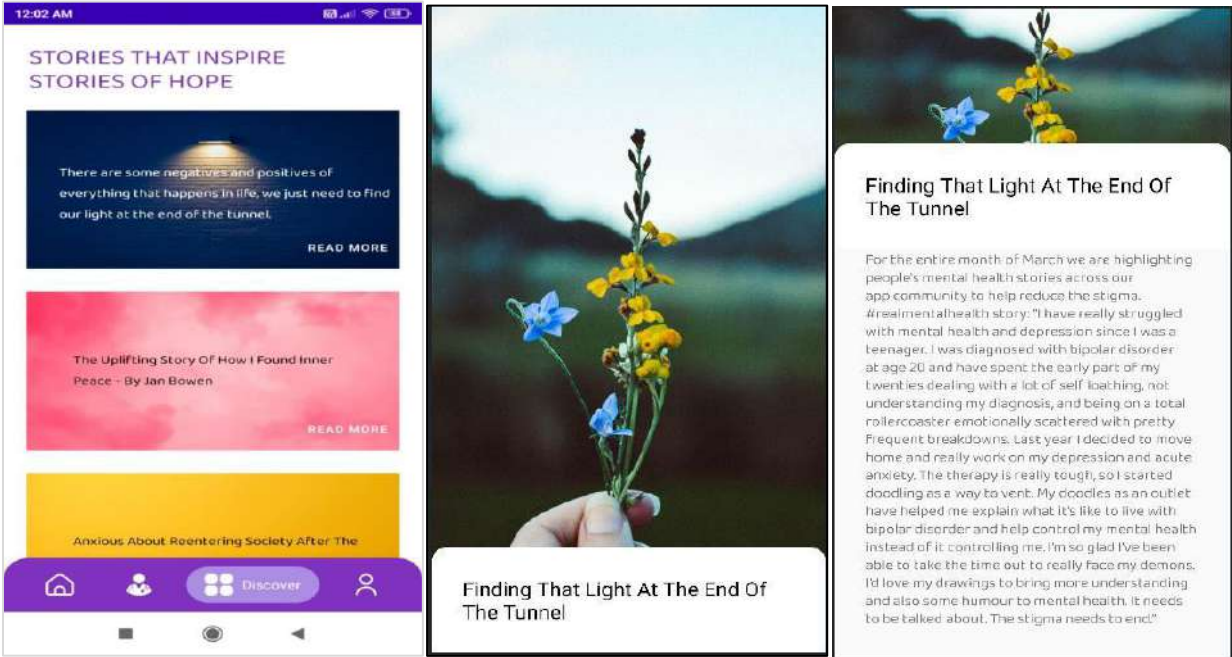 12:02 AM
STORIES THAT INSPIRE
STORIES OF HOPE
There are some negatives and positives of
everything that happens in life, we just need to find
our light at the end of the tunnel.
READ MORE
The Uplifting Story Of How I Found Inner
Peace - By Jan Bowen
READ MORE
Anxious About Reentering Society After The
Discover
Finding That Light At The End Of
The Tunnel
Finding That Light At The End Of
The Tunnel
For the entire month of March we are highlighting
people's mental health stories across our
app community to help reduce the stigma.
#realmentalhealth story: "I have really struggled
with mental health and depression since I was a
teenager. I was diagnosed with bipolar disorder
at age 20 and have spent the early part of my
twenties dealing with a lot of self loathing, not
understanding my diagnosis, and being on a total
rollercoaster emotionally scattered with pretty
frequent breakdowns. Last year I decided to move
home and really work on my depression and acute
anxiety. The therapy is really tough, so I started
doodling as a way to vent. My doodles as an outlet
have helped me explain what it's like to live with
bipolar disorder and help control my mental health
instead of it controlling me. I'm so glad I've been
able to take the time out to really face my demons.
I'd love my drawings to bring more understanding
and also some humour to mental health. It needs
to be talked about. The stigma needs to end."